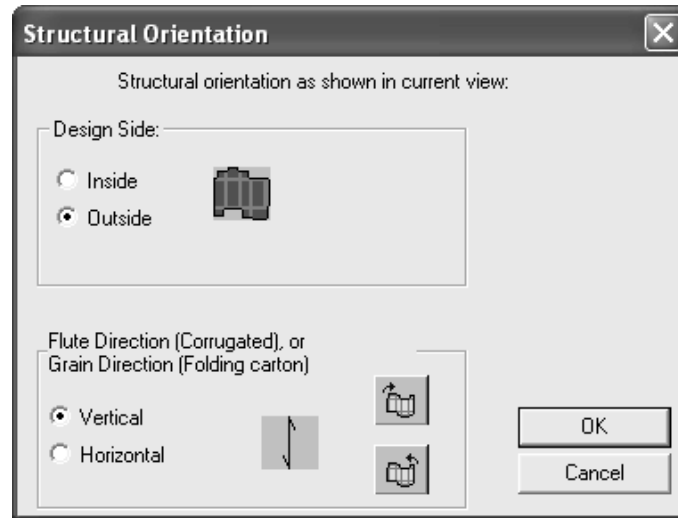 Structural Orientation
Structural orientation as shown in current view:
Design Side:
Inside
Outside
Flute Direction (Corrugated), or
Grain Direction (Folding carton)
Vertical
Horizontal
OK
Cancel